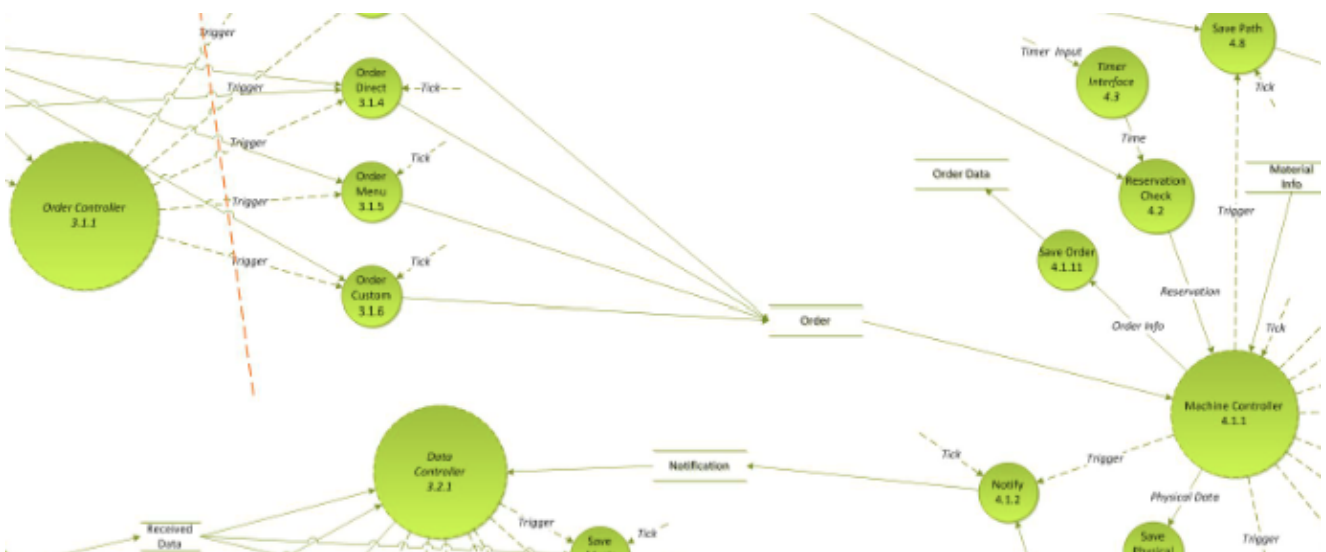 Trigger
Save Path
4.8
Timer Input
Timer
Interface
4.3
Tick
Order
Direct
3.1.4
Tick
Trigger
Trigger
Time
Tick
Order Data
Material
Info
Order
Menu
3.1.5
Reservation
Check
4.2
Order Controller
3.1.1
Trigger
Trigger
Trigger
Tick
Save Order
4.1.11
Order
Custom
3.1.6
Reservation
Order
Order Info
Tick
Machine Controller
4.1.1
Data
Controller
3.2.1
Notification
Tick
Trigger
Notify
4.1.2
Physical Data
Received
Data
Trigger
Save
Tick
Save
Physical
Trigger